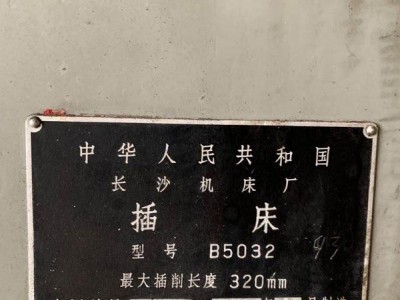 中华人民共和国
长沙机床厂
插床
型号 B5032 93
最大插削长度 320mm